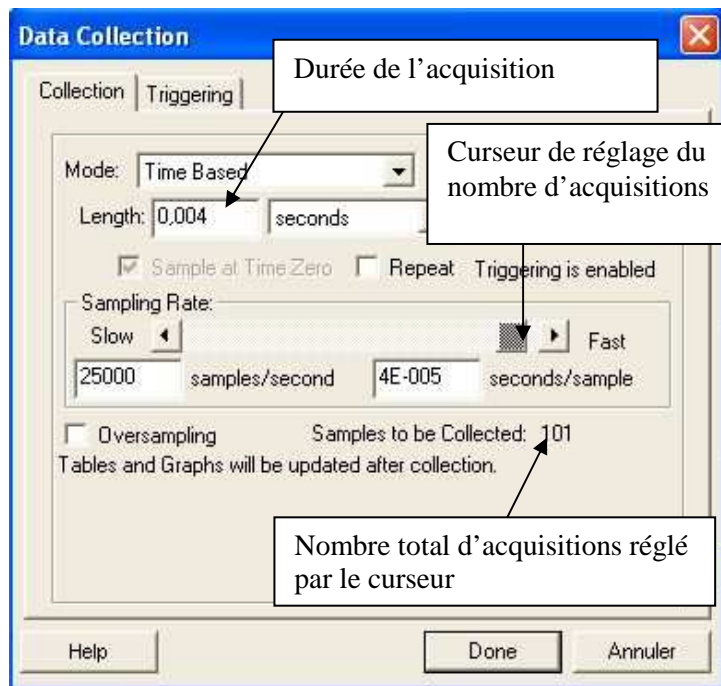 Data Collection
Durée de l’acquisition
Collection Triggering
Curseur de réglage du
nombre d’acquisitions
Mode: Time Based
Length: 0,004 seconds
Sample at Time Zero Repeat Triggering is enabled
Sampling Rate:
Slow Fast
25000 samples/second 4E-005 seconds/sample
Oversampling Samples to be Collected: 101
Tables and Graphs will be updated after collection.
Nombre total d’acquisitions réglé
par le curseur
Help Done Annuler